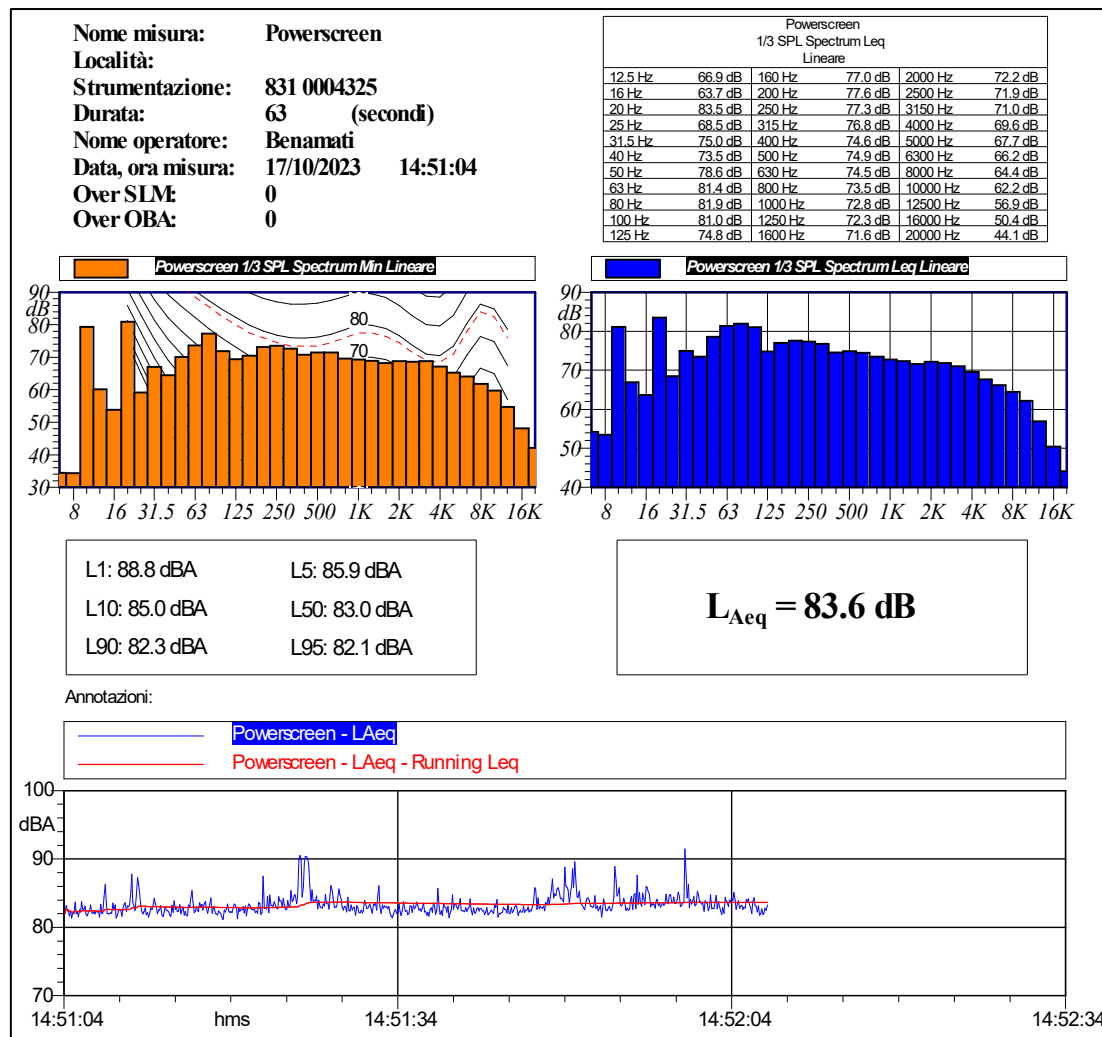 Nome misura: Powerscreen
Località:
Strumentazione: 831 0004325
Durata: 63 (secondi)
Nome operatore: Benamati
Data, ora misura: 17/10/2023 14:51:04
Over SLM: 0
Over OBA: 0
Powerscreen
1/3 SPL Spectrum Leq
Lineare
12.5 Hz 66.9 dB 160 Hz 77.0 dB 2000 Hz 72.2 dB
16 Hz 63.7 dB 200 Hz 77.6 dB 2500 Hz 71.9 dB
20 Hz 83.5 dB 250 Hz 77.3 dB 3150 Hz 71.0 dB
25 Hz 68.5 dB 315 Hz 76.8 dB 4000 Hz 69.6 dB
31.5 Hz 75.0 dB 400 Hz 74.6 dB 5000 Hz 67.7 dB
40 Hz 73.5 dB 500 Hz 74.9 dB 6300 Hz 66.2 dB
50 Hz 78.6 dB 630 Hz 74.5 dB 8000 Hz 64.4 dB
63 Hz 81.4 dB 800 Hz 73.5 dB 10000 Hz 62.2 dB
80 Hz 81.9 dB 1000 Hz 72.8 dB 12500 Hz 56.9 dB
100 Hz 81.0 dB 1250 Hz 72.3 dB 16000 Hz 50.4 dB
125 Hz 74.8 dB 1600 Hz 71.6 dB 20000 Hz 44.1 dB
Powerscreen 1/3 SPL Spectrum Min Lineare
90
dB
80
70
60
50
40
30
80
70
8 16 31.5 63 125 250 500 1K 2K 4K 8K 16K
Powerscreen 1/3 SPL Spectrum Leq Lineare
90
dB
80
70
60
50
40
8 16 31.5 63 125 250 500 1K 2K 4K 8K 16K
L1: 88.8 dBA L5: 85.9 dBA
L10: 85.0 dBA L50: 83.0 dBA
L90: 82.3 dBA L95: 82.1 dBA
LAeq = 83.6 dB
Annotazioni:
Powerscreen - LAeq
Powerscreen - LAeq - Running Leq
100
dBA
90
80
70
14:51:04 hms 14:51:34 14:52:04 14:52:34